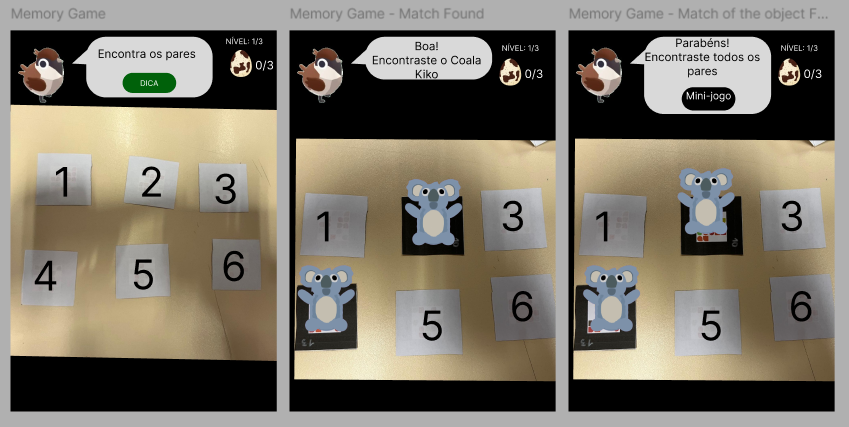 Memory Game
Encontra os pares
DICA
NÍVEL: 1/3
0/3
1
2
3
4
5
6
Memory Game - Match Found
Boa!
Encontraste o Coala
Kiko
NÍVEL: 1/3
0/3
1
3
5
6
13
Memory Game - Match of the object F...
Parabéns!
Encontraste todos os
pares
Mini-jogo
NÍVEL: 1/3
0/3
1
3
5
6
13